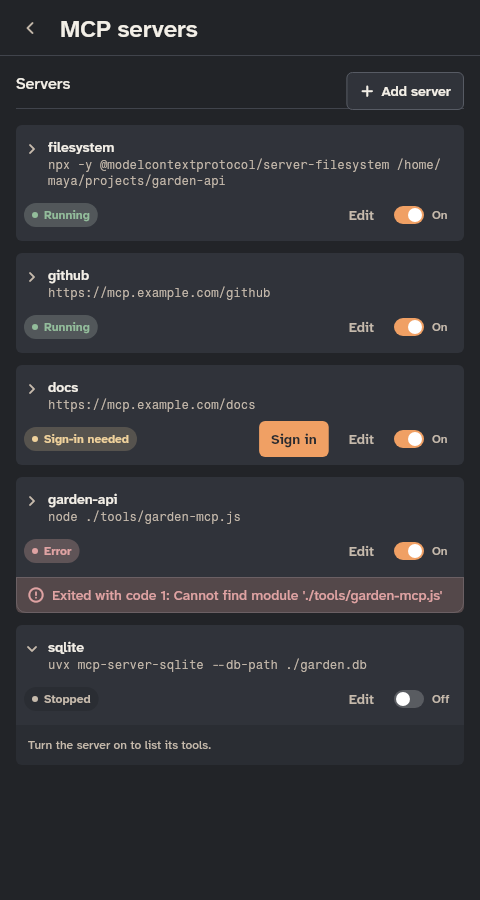 MCP servers
Servers
Add server
filesystem
npx -y @modelcontextprotocol/server-filesystem /home/
maya/projects/garden-api
Running
Edit
On
github
https://mcp.example.com/github
Running
Edit
On
docs
https://mcp.example.com/docs
Sign-in needed
Sign in
Edit
On
garden-api
node ./tools/garden-mcp.js
Error
Edit
On
Exited with code 1: Cannot find module './tools/garden-mcp.js'
sqlite
uvx mcp-server-sqlite --db-path ./garden.db
Stopped
Edit
Off
Turn the server on to list its tools.